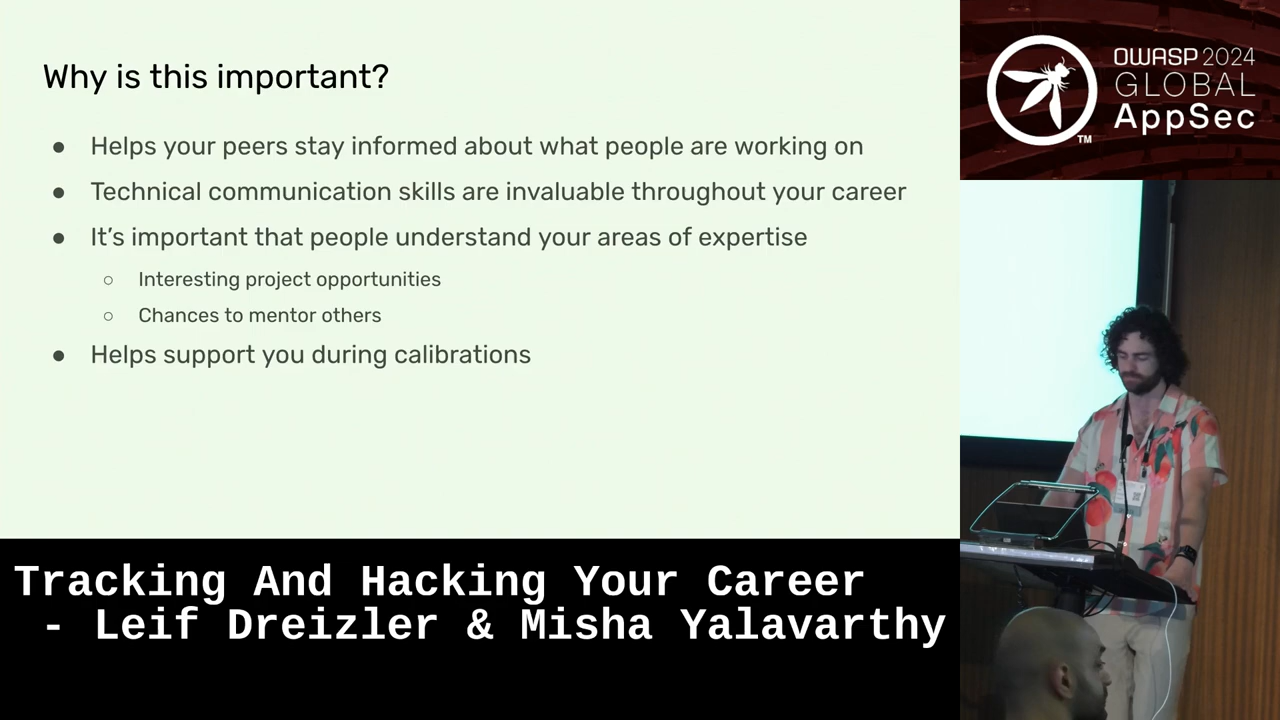 Why is this important?
● Helps your peers stay informed about what people are working on
● Technical communication skills are invaluable throughout your career
● It’s important that people understand your areas of expertise
○ Interesting project opportunities
○ Chances to mentor others
● Helps support you during calibrations
OWASP 2024
GLOBAL
AppSec
TM
Tracking And Hacking Your Career
- Leif Dreizler & Misha Yalavarthy